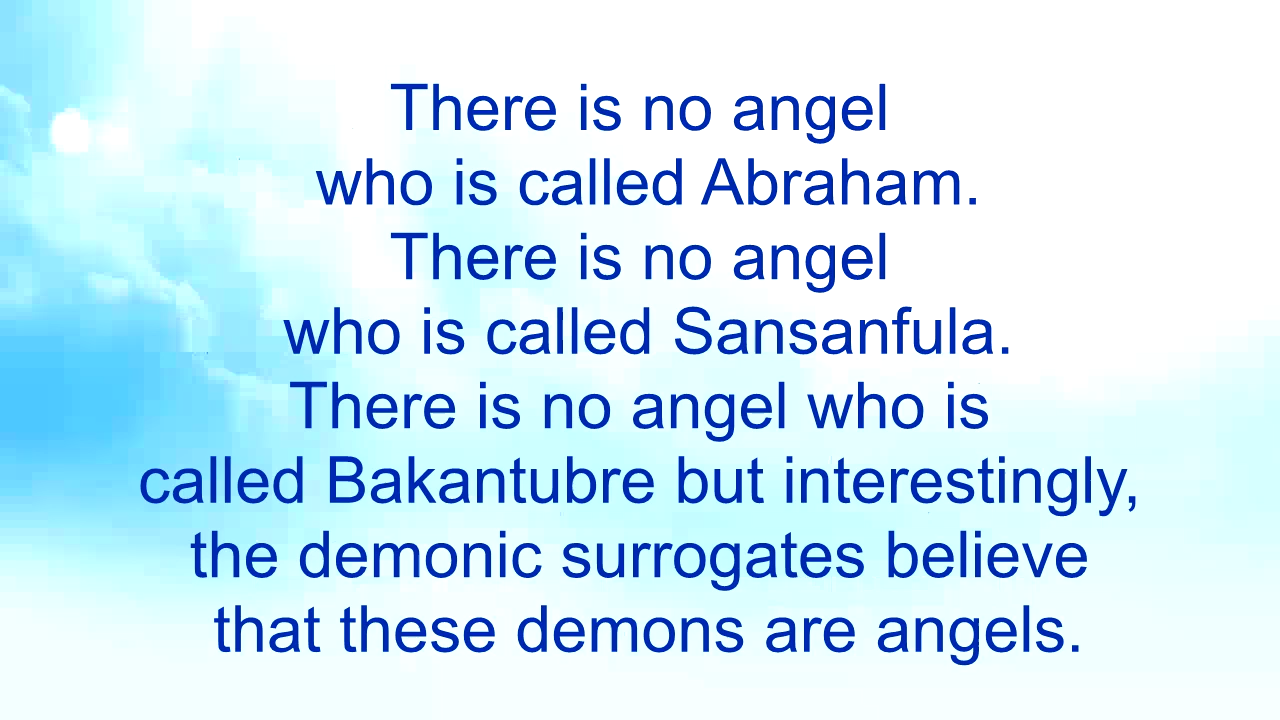 There is no angel
who is called Abraham.
There is no angel
who is called Sansanfula.
There is no angel who is
called Bakantubre but interestingly,
the demonic surrogates believe
that these demons are angels.